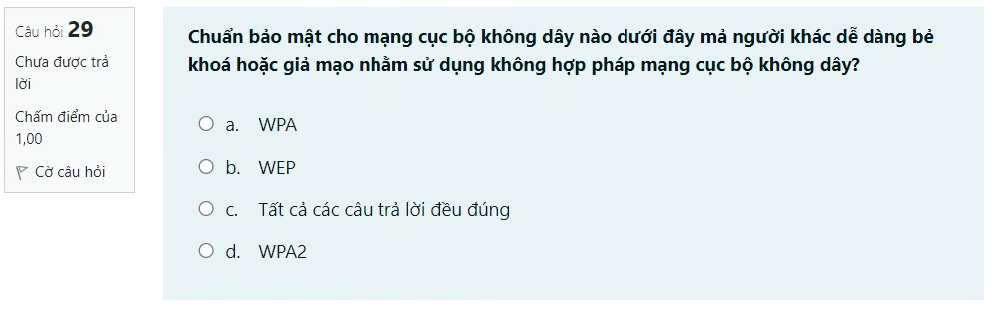 Câu hỏi 29
Chưa được trả
lời
Chấm điểm của
1,00
Cờ câu hỏi
Chuẩn bảo mật cho mạng cục bộ không dây nào dưới đây mả người khác dễ dàng bẻ
khoá hoặc giả mạo nhằm sử dụng không hợp pháp mạng cục bộ không dây?
a. WPA
b. WEP
c. Tất cả các câu trả lời đều đúng
d. WPA2